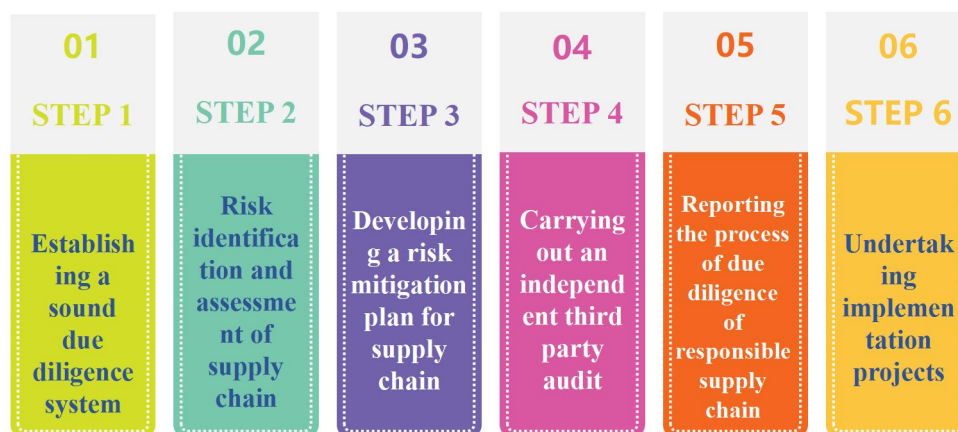 01
STEP 1
Establish
ing a
sound
due
diligence
system
02
STEP 2
Risk
identifica
tion and
assessme
nt of
supply
chain
03
STEP 3
Developin
g a risk
mitigation
plan for
supply
chain
04
STEP 4
Carrying
out an
independ
ent third
party
audit
05
STEP 5
Reporting
the process
of due
diligence
of
responsible
supply
chain
06
STEP 6
Undertak
ing
implemen
tation
projects